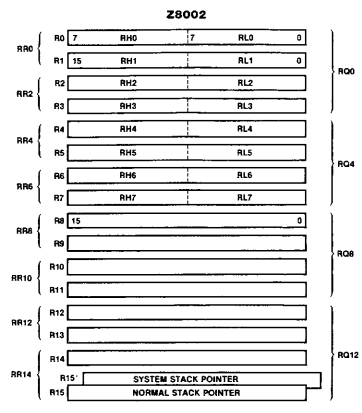 Z8002
RR0 R0 7 RH0 7 RL0 0
R1 15 RH1 RL1 0
RQ0
RR2 R2 RH2 RL2
R3 RH3 RL3
RR4 R4 RH4 RL4
R5 RH5 RL5
RQ4
RR6 R6 RH6 RL6
R7 RH7 RL7
RR8 R8 15 0
R9
RQ8
RR10 R10
R11
RR12 R12
R13
RQ12
RR14 R14
R15' SYSTEM STACK POINTER
R15 NORMAL STACK POINTER